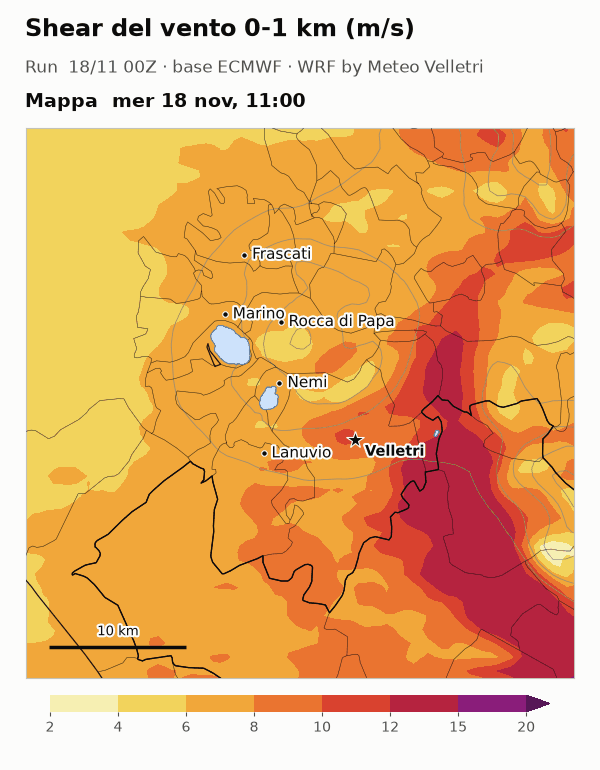 Shear del vento 0-1 km (m/s)
Run 18/11 00Z · base ECMWF · WRF by Meteo Velletri
Mappa mer 18 nov, 11:00
Frascati
Marino
Rocca di Papa
Nemi
Velletri
Lanuvio
10 km
2 4 6 8 10 12 15 20